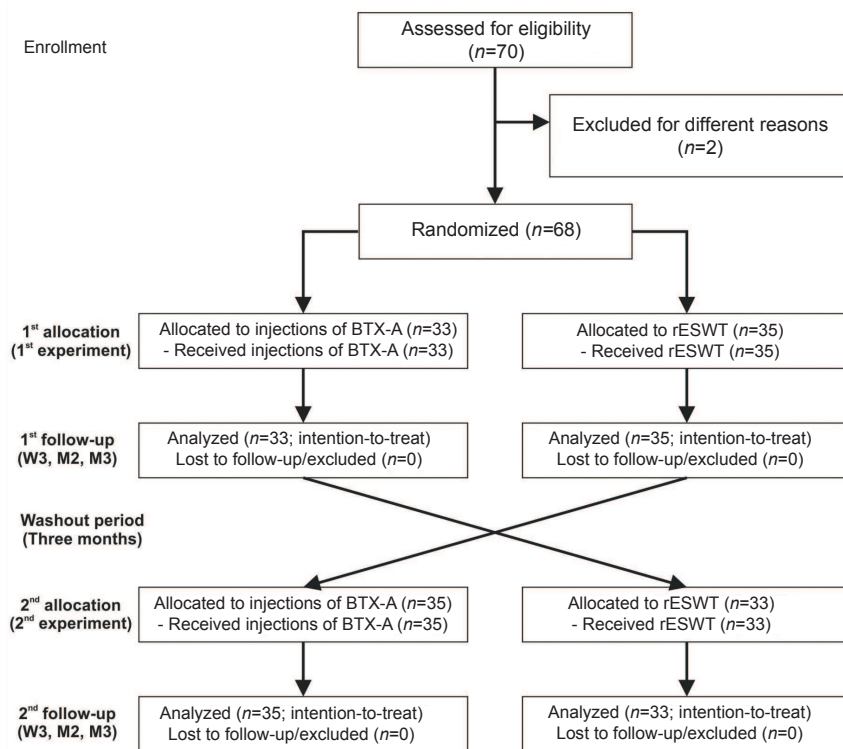 Enrollment
Assessed for eligibility
(n=70)
Excluded for different reasons
(n=2)
Randomized (n=68)
1st allocation
(1st experiment)
Allocated to injections of BTX-A (n=33)
- Received injections of BTX-A (n=33)
Allocated to rESWT (n=35)
- Received rESWT (n=35)
1st follow-up
(W3, M2, M3)
Analyzed (n=33; intention-to-treat)
Lost to follow-up/excluded (n=0)
Analyzed (n=35; intention-to-treat)
Lost to follow-up/excluded (n=0)
Washout period
(Three months)
2nd allocation
(2nd experiment)
Allocated to injections of BTX-A (n=35)
- Received injections of BTX-A (n=35)
Allocated to rESWT (n=33)
- Received rESWT (n=33)
2nd follow-up
(W3, M2, M3)
Analyzed (n=35; intention-to-treat)
Lost to follow-up/excluded (n=0)
Analyzed (n=33; intention-to-treat)
Lost to follow-up/excluded (n=0)